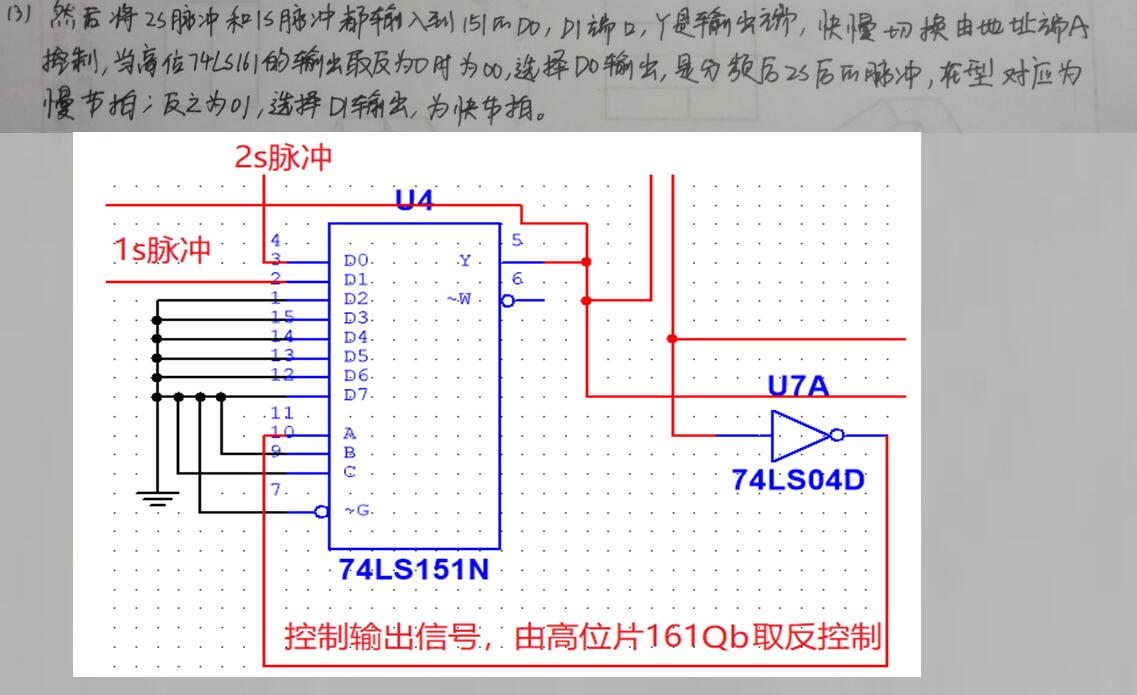 (3) 然后将2S脉冲和1S脉冲都输入到151的D0,D1端口,Y是输出端,快慢切换由地址端A
控制,当高位74LS161的输出取反为0时为00,选择D0输出,是分频后2S后的脉冲,在型对应为
慢节拍;反之为01,选择D1输出,为快节拍。
2s脉冲
U4
1s脉冲
4
3 D0 Y 5
2 D1 6
1 D2 ~W
15 D3
14 D4
13 D5
12 D6
D7
11
10 A
9 B
C
7
~G
74LS151N
U7A
74LS04D
控制输出信号，由高位片161Qb取反控制